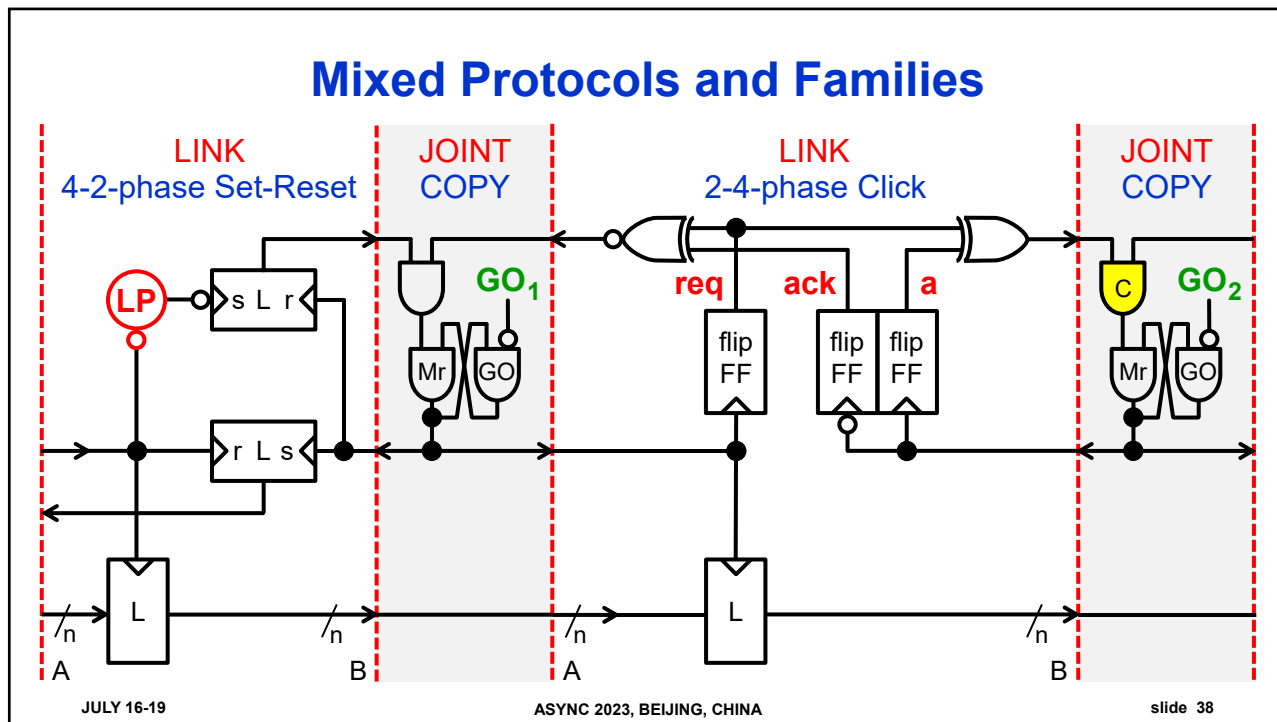 Mixed Protocols and Families
LINK
4-2-phase Set-Reset
JOINT
COPY
LINK
2-4-phase Click
JOINT
COPY
LP
s L r
GO1
req
ack
a
C
GO2
Mr
GO
flip
FF
flip
FF
flip
FF
Mr
GO
r L s
L
L
n
n
n
n
A
B
A
B
JULY 16-19
ASYNC 2023, BEIJING, CHINA
slide 38